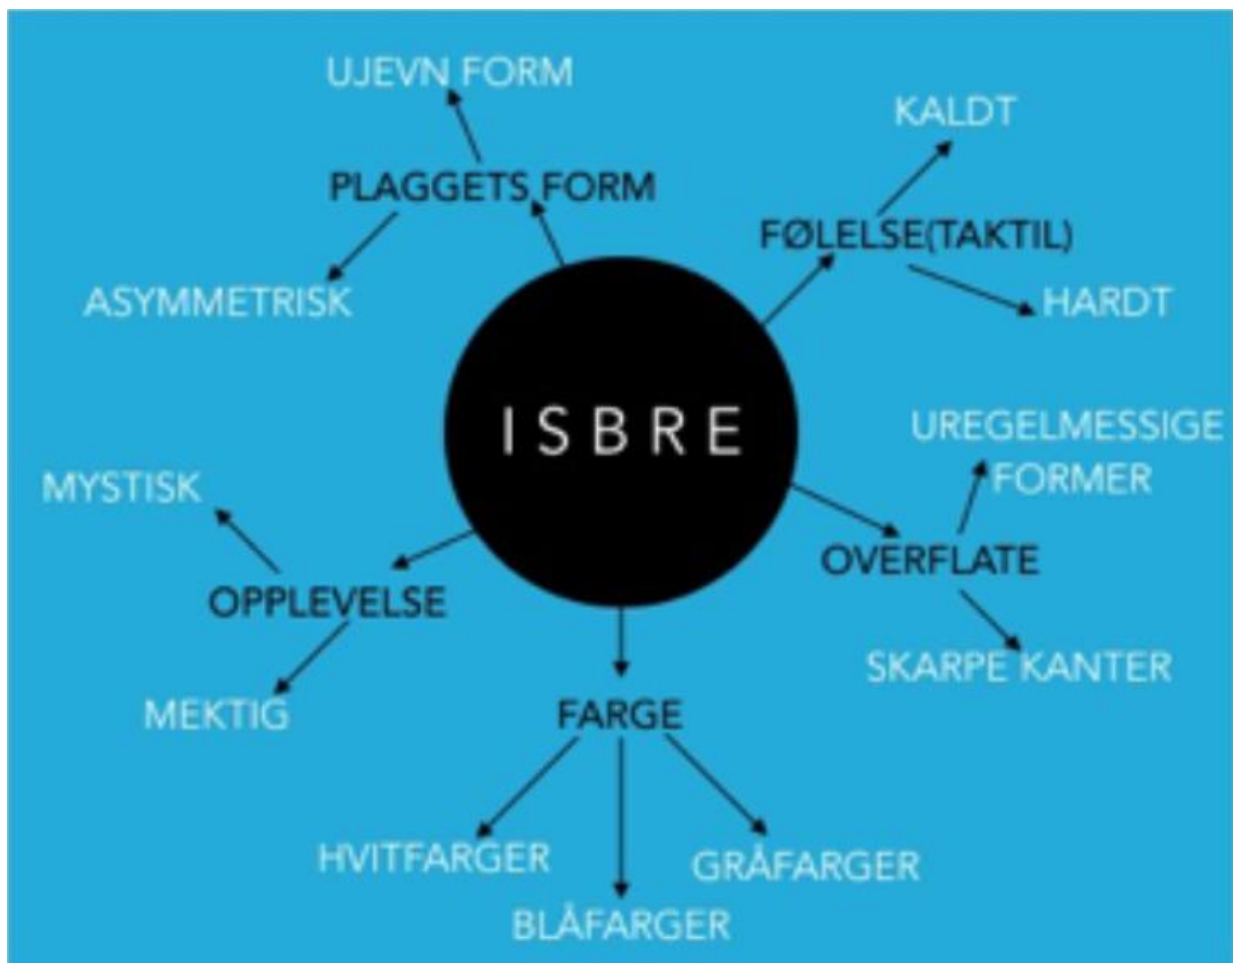 UJEVN FORM
KALDT
PLAGGETS FORM
FØLELSE(TAKTIL)
ASYMMETRISK
HARDT
ISBRE
UREGELMESSIGE
FORMER
MYSTISK
OVERFLATE
OPPLEVELSE
SKARPE KANTER
MEKTIG
FARGE
HVITFARGER
GRÅFARGER
BLÅFARGER